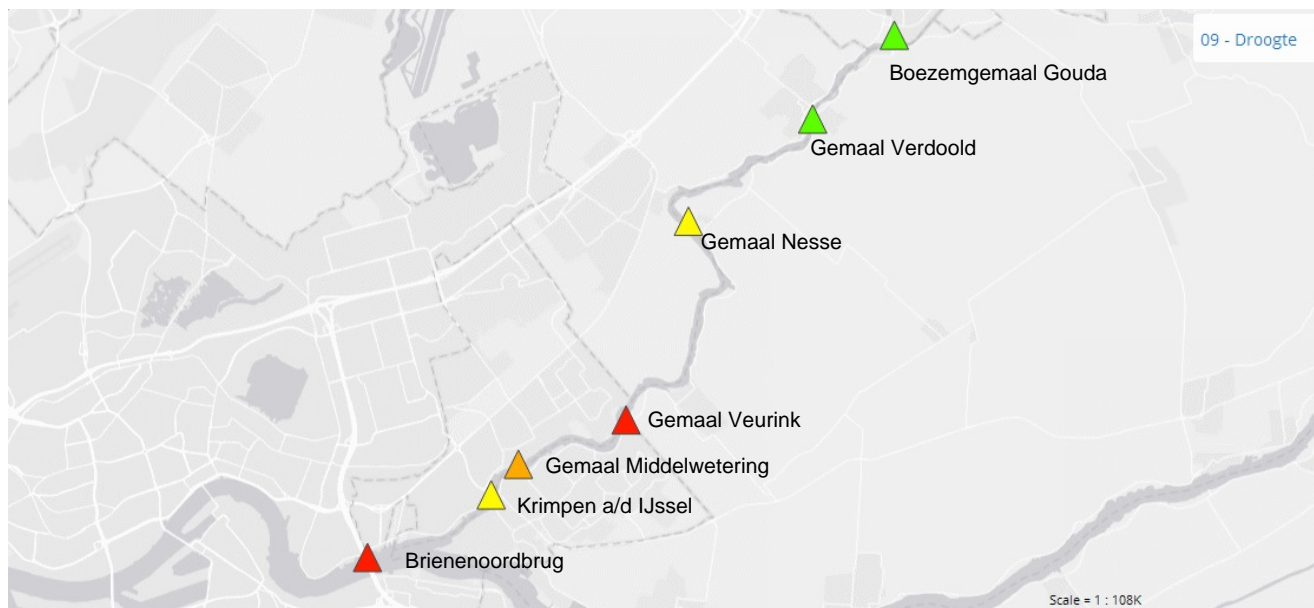 09 - Droogte
Boezemgemaal Gouda
Gemaal Verdoold
Gemaal Nesse
Gemaal Veurink
Gemaal Middelwetering
Krimpen a/d IJssel
Brienenoordbrug
Scale = 1 : 108K